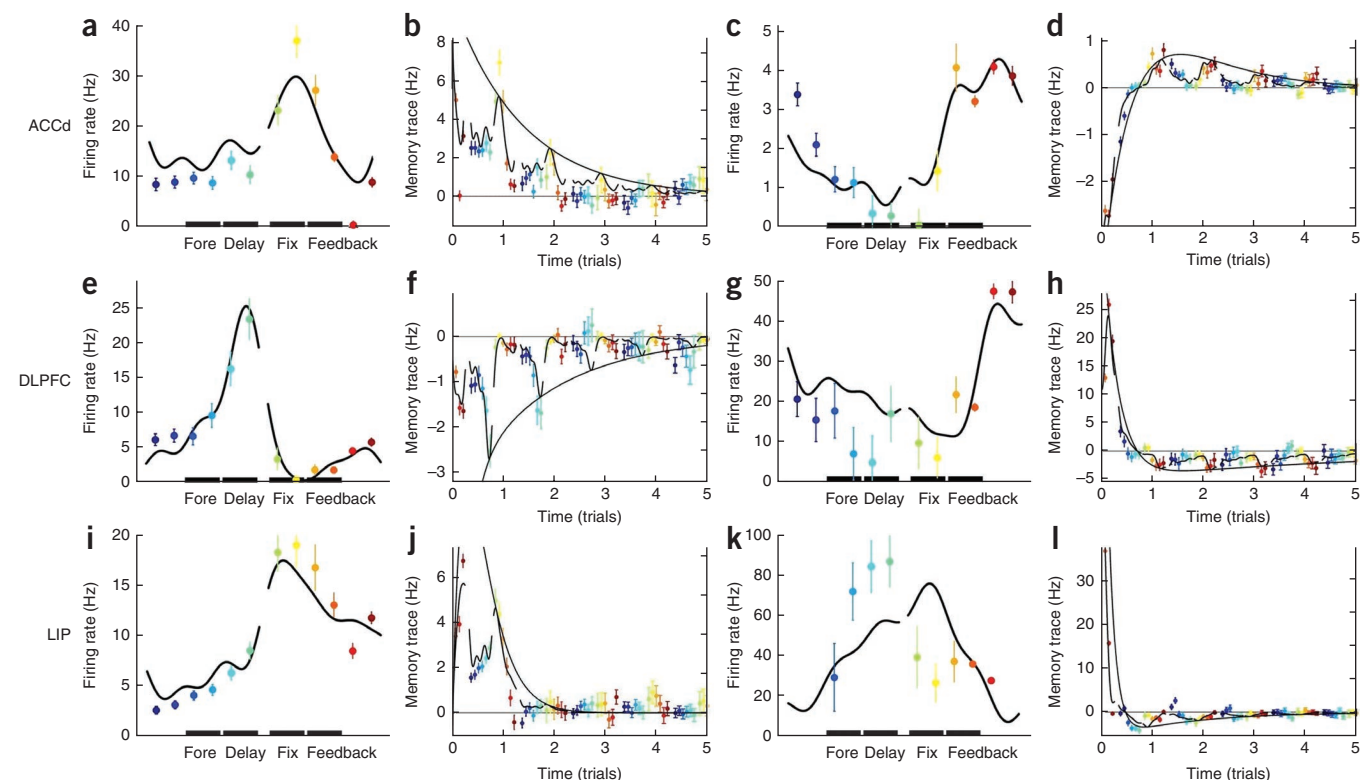 a b c d
ACCd
Firing rate (Hz)
40
30
20
10
0
Fore Delay Fix Feedback
Memory trace (Hz)
8
6
4
2
0
0 1 2 3 4 5
Time (trials)
Firing rate (Hz)
5
4
3
2
1
0
Fore Delay Fix Feedback
Memory trace (Hz)
1
0
−1
−2
0 1 2 3 4 5
Time (trials)
e f g h
DLPFC
Firing rate (Hz)
25
20
15
10
5
0
Fore Delay Fix Feedback
Memory trace (Hz)
0
−1
−2
−3
0 1 2 3 4 5
Time (trials)
Firing rate (Hz)
50
40
30
20
10
0
Fore Delay Fix Feedback
Memory trace (Hz)
25
20
15
10
5
0
−5
0 1 2 3 4 5
Time (trials)
i j k l
LIP
Firing rate (Hz)
20
15
10
5
0
Fore Delay Fix Feedback
Memory trace (Hz)
6
4
2
0
0 1 2 3 4 5
Time (trials)
Firing rate (Hz)
100
80
60
40
20
0
Fore Delay Fix Feedback
Memory trace (Hz)
30
20
10
0
0 1 2 3 4 5
Time (trials)